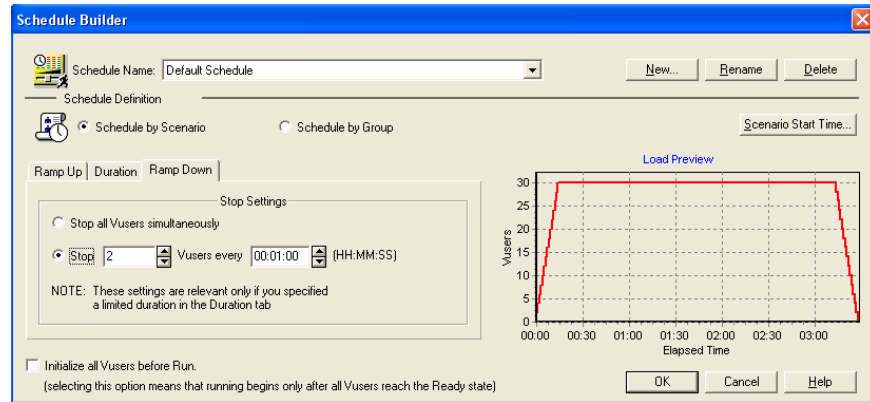 Schedule Builder
Schedule Name: Default Schedule
New... Rename Delete
Schedule Definition
Schedule by Scenario Schedule by Group
Scenario Start Time...
Ramp Up Duration Ramp Down
Stop Settings
Stop all Vusers simultaneously
Stop 2 Vusers every 00:01:00 (HH:MM:SS)
NOTE: These settings are relevant only if you specified
a limited duration in the Duration tab
Load Preview
Vusers
30
25
20
15
10
5
0
00:00 00:30 01:00 01:30 02:00 02:30 03:00
Elapsed Time
Initialize all Vusers before Run.
(selecting this option means that running begins only after all Vusers reach the Ready state)
OK Cancel Help